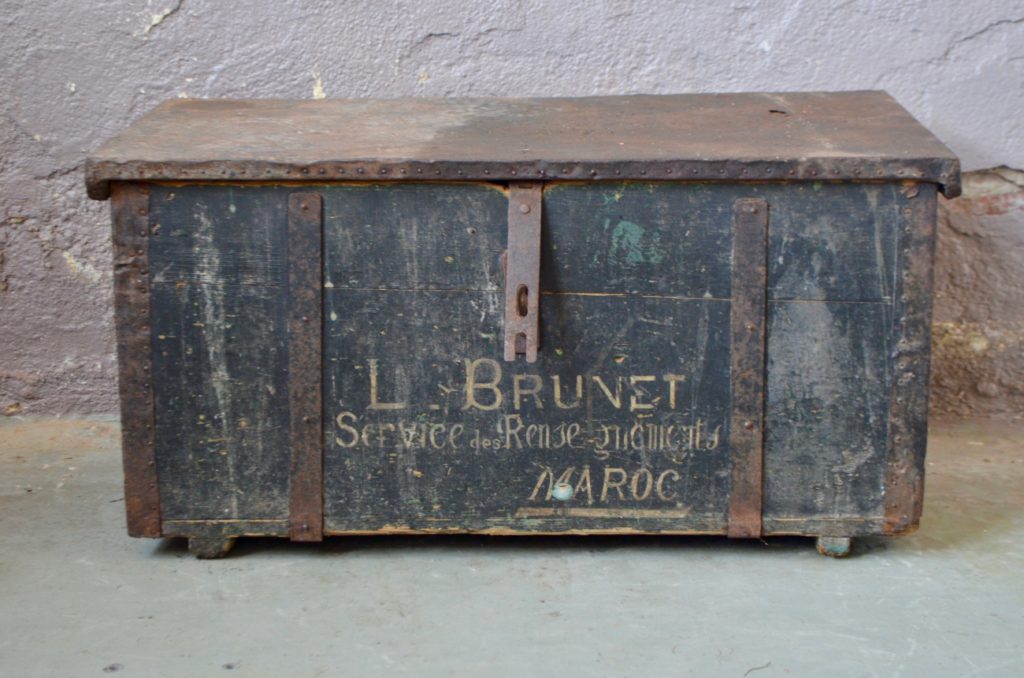 L. BRUNET
Service des Renseignements
MAROC